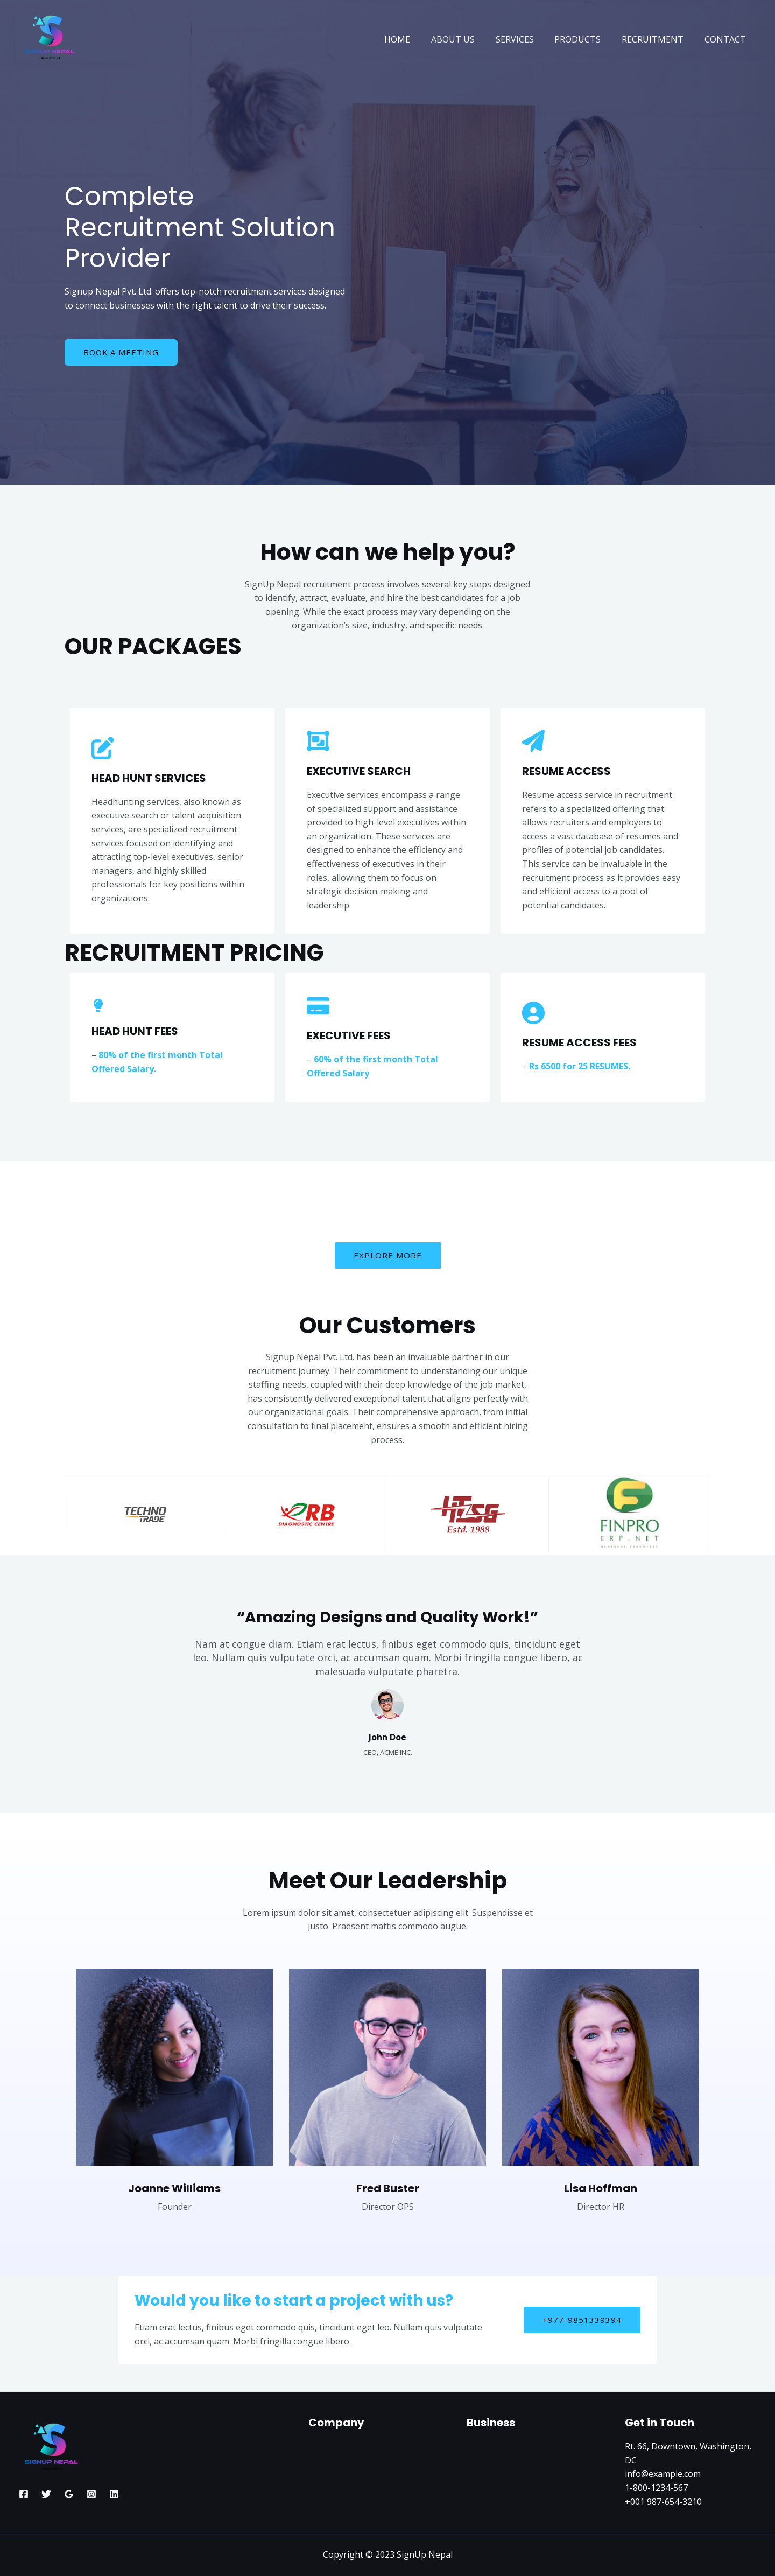 SIGNUP NEPAL
HOME
ABOUT US
SERVICES
PRODUCTS
RECRUITMENT
CONTACT
Complete
Recruitment Solution
Provider
Signup Nepal Pvt. Ltd. offers top-notch recruitment services designed
to connect businesses with the right talent to drive their success.
BOOK A MEETING
How can we help you?
SignUp Nepal recruitment process involves several key steps designed
to identify, attract, evaluate, and hire the best candidates for a job
opening. While the exact process may vary depending on the
organization’s size, industry, and specific needs.
OUR PACKAGES
HEAD HUNT SERVICES
Headhunting services, also known as
executive search or talent acquisition
services, are specialized recruitment
services focused on identifying and
attracting top-level executives, senior
managers, and highly skilled
professionals for key positions within
organizations.
EXECUTIVE SEARCH
Executive services encompass a range
of specialized support and assistance
provided to high-level executives within
an organization. These services are
designed to enhance the efficiency and
effectiveness of executives in their
roles, allowing them to focus on
strategic decision-making and
leadership.
RESUME ACCESS
Resume access service in recruitment
refers to a specialized offering that
allows recruiters and employers to
access a vast database of resumes and
profiles of potential job candidates.
This service can be invaluable in the
recruitment process as it provides easy
and efficient access to a pool of
potential candidates.
RECRUITMENT PRICING
HEAD HUNT FEES
– 80% of the first month Total
Offered Salary.
EXECUTIVE FEES
– 60% of the first month Total
Offered Salary
RESUME ACCESS FEES
– Rs 6500 for 25 RESUMES.
EXPLORE MORE
Our Customers
Signup Nepal Pvt. Ltd. has been an invaluable partner in our
recruitment journey. Their commitment to understanding our unique
staffing needs, coupled with their deep knowledge of the job market,
has consistently delivered exceptional talent that aligns perfectly with
our organizational goals. Their comprehensive approach, from initial
consultation to final placement, ensures a smooth and efficient hiring
process.
TECHNO
TRADE
ORB
DIAGNOSTIC CENTRE
HTSG
Estd. 1988
FINPRO
ERP.NET
“Amazing Designs and Quality Work!”
Nam at congue diam. Etiam erat lectus, finibus eget commodo quis, tincidunt eget
leo. Nullam quis vulputate orci, ac accumsan quam. Morbi fringilla congue libero, ac
malesuada vulputate pharetra.
John Doe
CEO, ACME INC.
Meet Our Leadership
Lorem ipsum dolor sit amet, consectetuer adipiscing elit. Suspendisse et
justo. Praesent mattis commodo augue.
Joanne Williams
Founder
Fred Buster
Director OPS
Lisa Hoffman
Director HR
Would you like to start a project with us?
Etiam erat lectus, finibus eget commodo quis, tincidunt eget leo. Nullam quis vulputate
orci, ac accumsan quam. Morbi fringilla congue libero.
+977-9851339394
SIGNUP NEPAL
Company
Business
Get in Touch
Rt. 66, Downtown, Washington,
DC
info@example.com
1-800-1234-567
+001 987-654-3210
Copyright © 2023 SignUp Nepal